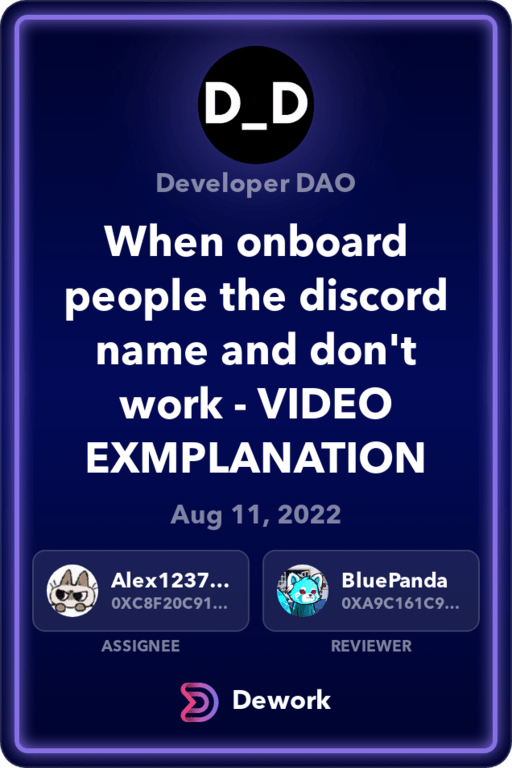 D_D
Developer DAO
When onboard
people the discord
name and don't
work - VIDEO
EXMPLANATION
Aug 11, 2022
Alex1237...
0XC8F20C91...
ASSIGNEE
BluePanda
0XA9C161C9...
REVIEWER
Dework